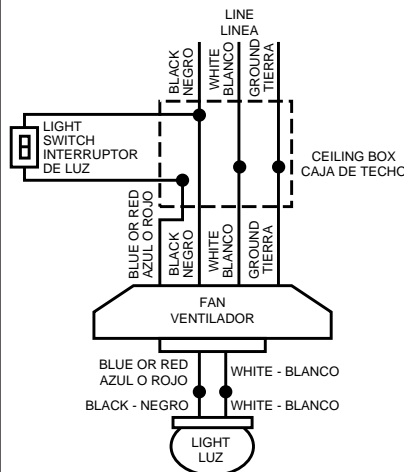 LINE
LINEA
BLACK
NEGRO
WHITE
BLANCO
GROUND
TIERRA
LIGHT
SWITCH
INTERRUPTOR
DE LUZ
CEILING BOX
CAJA DE TECHO
BLUE OR RED
AZUL O ROJO
BLACK
NEGRO
WHITE
BLANCO
GROUND
TIERRA
FAN
VENTILADOR
BLUE OR RED
AZUL O ROJO
WHITE - BLANCO
BLACK - NEGRO
WHITE - BLANCO
LIGHT
LUZ